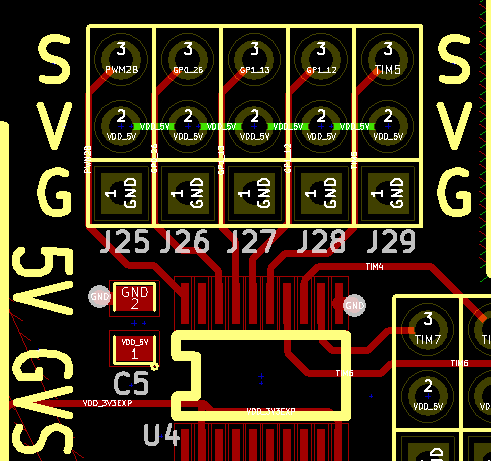 S 3 3 3 3 3 S
PWM2B GP0_26 GP1_13 GP1_12 TIM5
V 2 2 2 2 2 V
VDD_5V VDD_5V VDD_5V VDD_5V
VDD_5V VDD_5V VDD_5V VDD_5V VDD_5V
G 1 GND 1 GND 1 GND 1 GND 1 GND G
J25 J26 J27 J28 J29
TIM4
5V
GND
GND
2
GND
3
TIM7
VDD_5V
1
TIM6
C5
2
VDD_5V
GVS
VDD_3V3EXP
VDD_3V3EXP
U4
GND